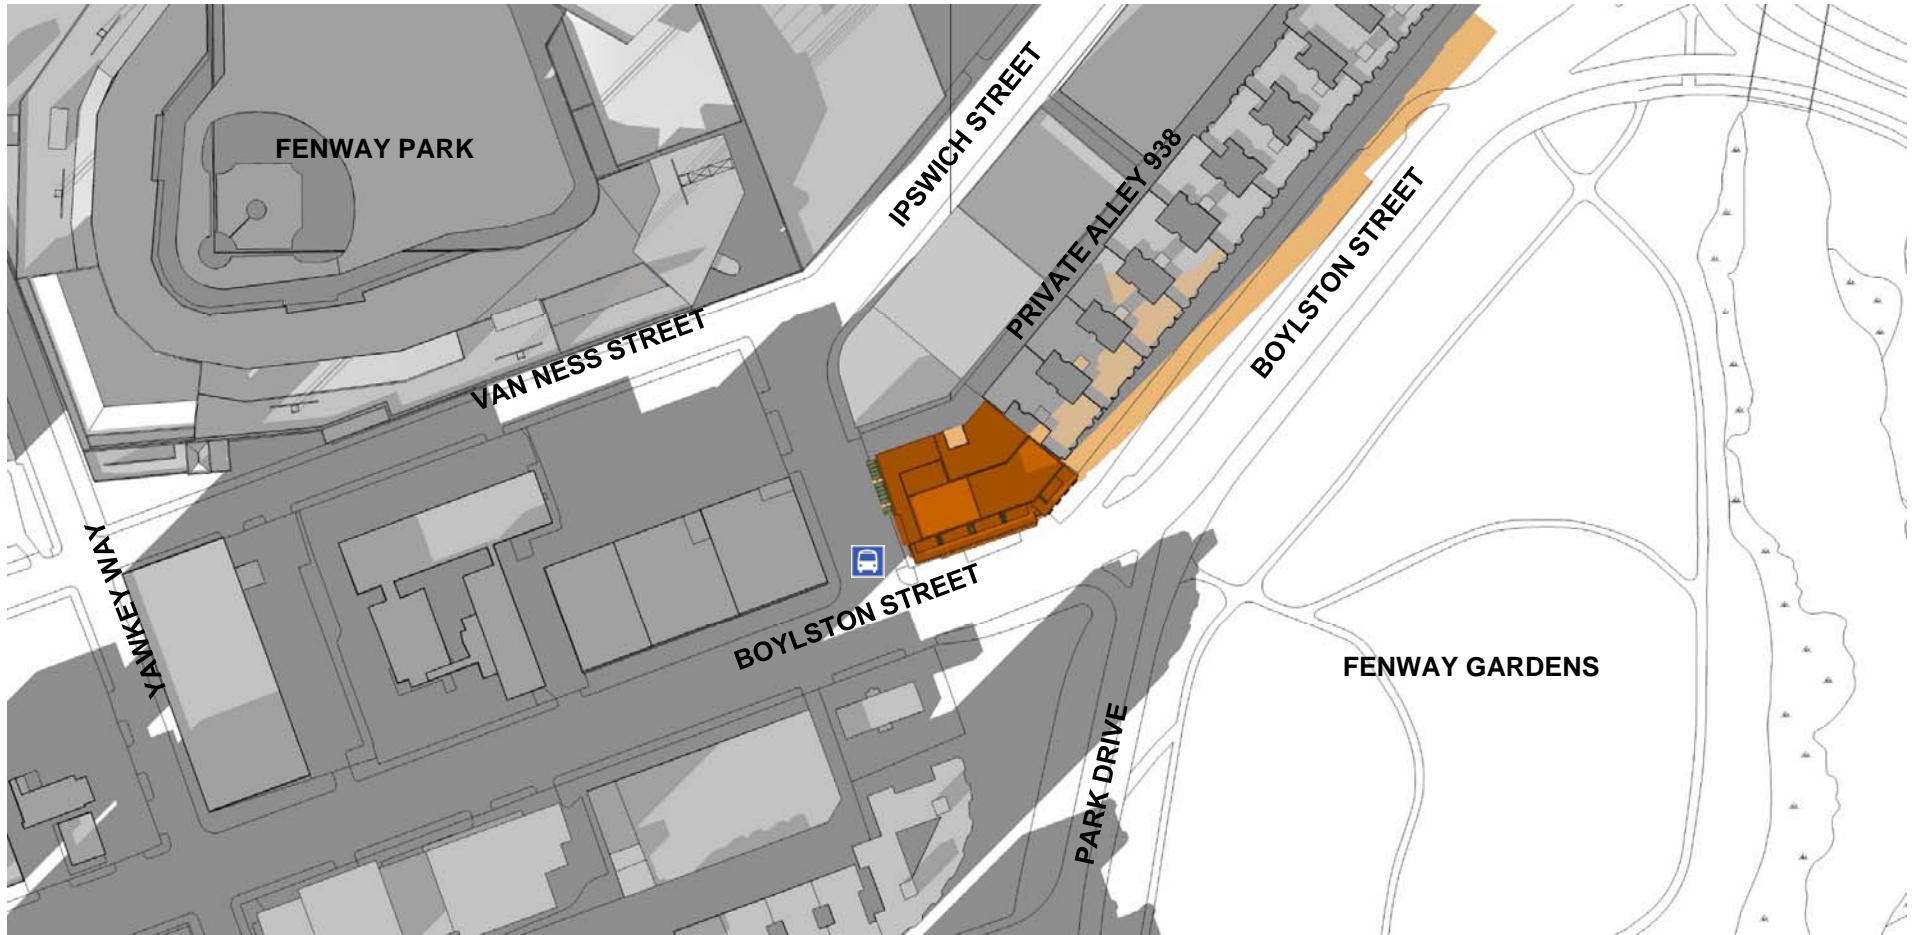 FENWAY PARK
IPSWICH STREET
PRIVATE ALLEY 938
BOYLSTON STREET
VAN NESS STREET
YAWKEY WAY
BOYLSTON STREET
FENWAY GARDENS
PARK DRIVE